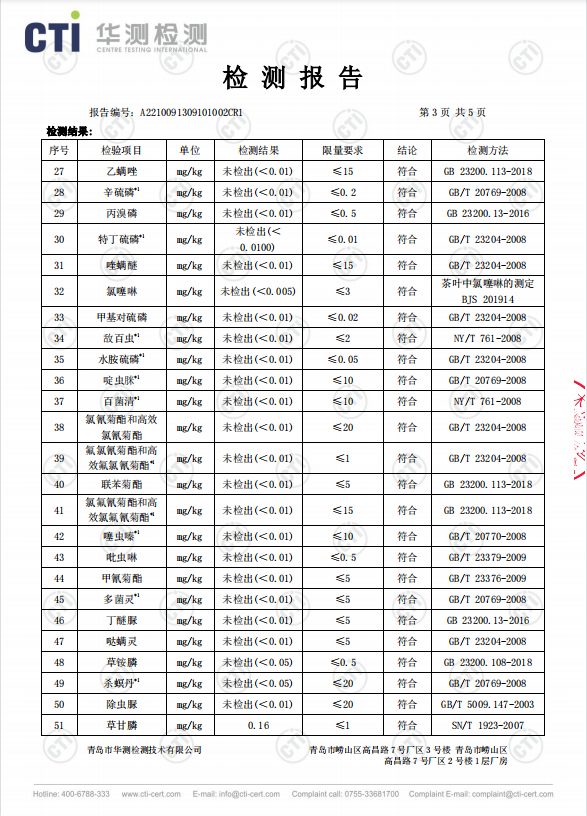 CTI 华测检测
CENTRE TESTING INTERNATIONAL
检 测 报 告
报告编号: A2210091309101002CR1 第 3 页 共 5 页
检测结果:
序号 检验项目 单位 检测结果 限量要求 结论 检测方法
27 乙螨唑 mg/kg 未检出(<0.01) ≤15 符合 GB 23200.113-2018
28 辛硫磷*1 mg/kg 未检出(<0.01) ≤0.2 符合 GB/T 20769-2008
29 丙溴磷 mg/kg 未检出(<0.01) ≤0.5 符合 GB 23200.13-2016
30 特丁硫磷*1 mg/kg 未检出(<
0.0100) ≤0.01 符合 GB/T 23204-2008
31 喹螨醚 mg/kg 未检出(<0.01) ≤15 符合 GB/T 23204-2008
32 氯噻啉 mg/kg 未检出(<0.005) ≤3 符合 茶叶中氯噻啉的测定
BJS 201914
33 甲基对硫磷 mg/kg 未检出(<0.01) ≤0.02 符合 GB/T 23204-2008
34 敌百虫*1 mg/kg 未检出(<0.01) ≤2 符合 NY/T 761-2008
35 水胺硫磷*1 mg/kg 未检出(<0.01) ≤0.05 符合 GB/T 23204-2008
36 啶虫脒*1 mg/kg 未检出(<0.01) ≤10 符合 GB/T 20769-2008
37 百菌清*1 mg/kg 未检出(<0.01) ≤10 符合 NY/T 761-2008
38 氯氰菊酯和高效
氯氰菊酯 mg/kg 未检出(<0.01) ≤20 符合 GB/T 23204-2008
39 氟氯氰菊酯和高
效氟氯氰菊酯*1 mg/kg 未检出(<0.01) ≤1 符合 GB/T 23204-2008
40 联苯菊酯 mg/kg 未检出(<0.01) ≤5 符合 GB 23200.113-2018
41 氯氟氰菊酯和高
效氯氟氰菊酯*1 mg/kg 未检出(<0.01) ≤15 符合 GB 23200.113-2018
42 噻虫嗪*1 mg/kg 未检出(<0.01) ≤10 符合 GB/T 20770-2008
43 吡虫啉 mg/kg 未检出(<0.01) ≤0.5 符合 GB/T 23379-2009
44 甲氰菊酯 mg/kg 未检出(<0.01) ≤5 符合 GB/T 23376-2009
45 多菌灵*1 mg/kg 未检出(<0.01) ≤5 符合 GB/T 20769-2008
46 丁醚脲 mg/kg 未检出(<0.01) ≤5 符合 GB 23200.13-2016
47 哒螨灵 mg/kg 未检出(<0.01) ≤5 符合 GB/T 23204-2008
48 草铵膦 mg/kg 未检出(<0.05) ≤0.5 符合 GB 23200.108-2018
49 杀螟丹*1 mg/kg 未检出(<0.05) ≤20 符合 GB/T 20769-2008
50 除虫脲 mg/kg 未检出(<0.01) ≤20 符合 GB/T 5009.147-2003
51 草甘膦 mg/kg 0.16 ≤1 符合 SN/T 1923-2007
青岛市华测检测技术有限公司 青岛市崂山区高昌路 7 号厂区 3 号楼 青岛市崂山区
高昌路 7 号厂区 2 号楼 1 层厂房
Hotline: 400-6788-333 www.cti-cert.com E-mail: info@cti-cert.com Complaint call: 0755-33681700 Complaint E-mail: complaint@cti-cert.com